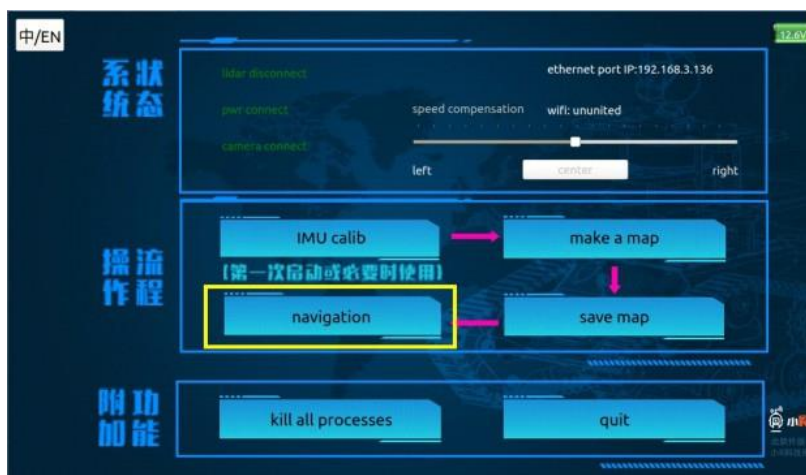 中/EN
12.6V
系 状
统 态
lidar disconnect
ethernet port IP:192.168.3.136
pwr connect
speed compensation
wifi: ununited
camera connect
left
center
right
操 流
作 程
IMU calib
make a map
(第一次启动或必要时使用)
navigation
save map
附 功
加 能
kill all processes
quit
小R